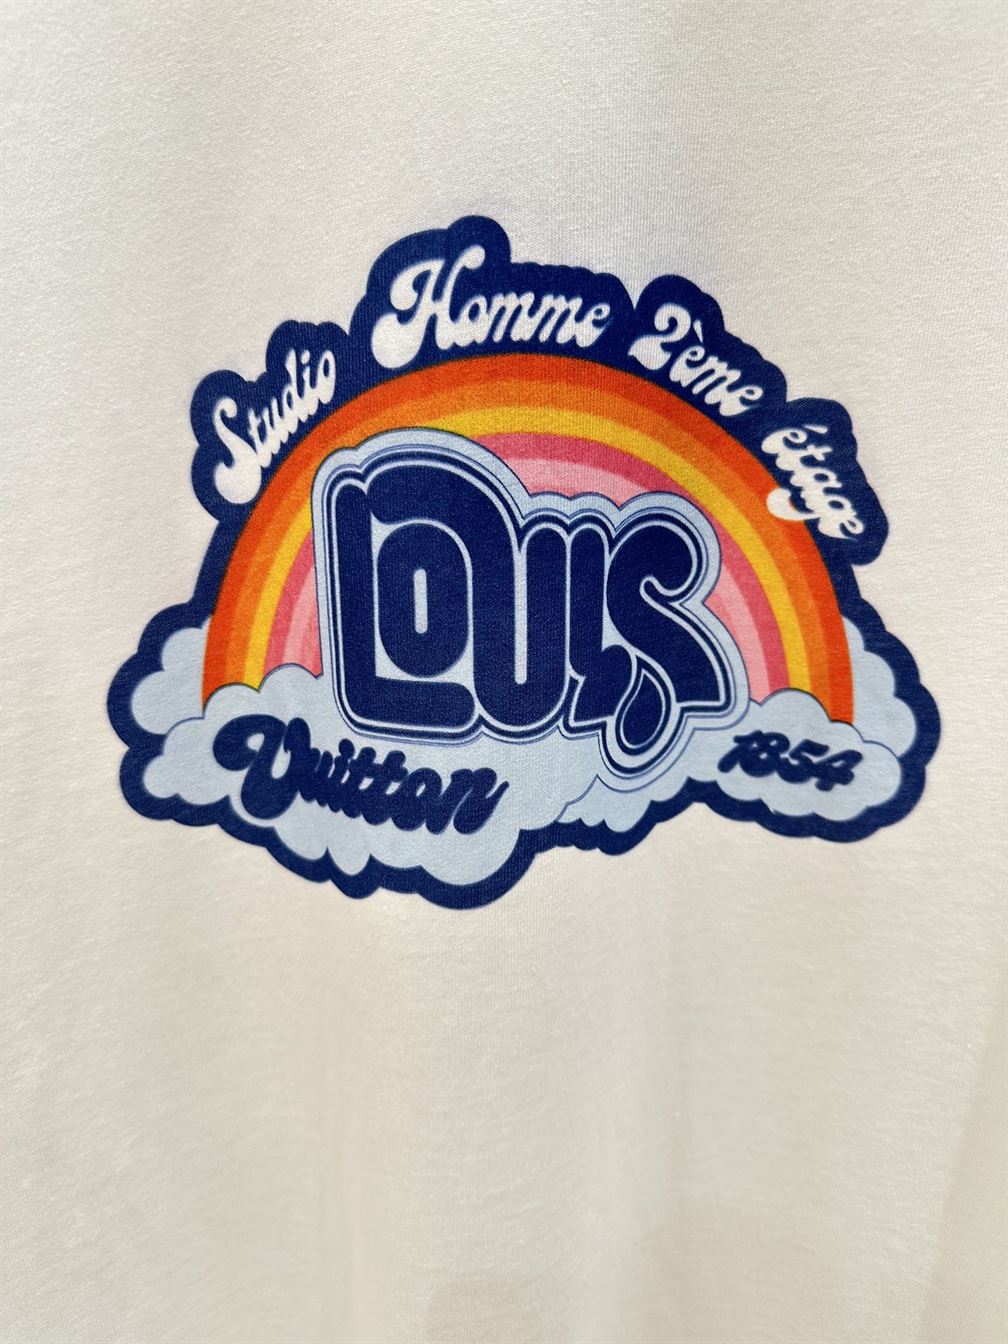 Studio Homme 2ème étage
Louis
Vuitton
1854